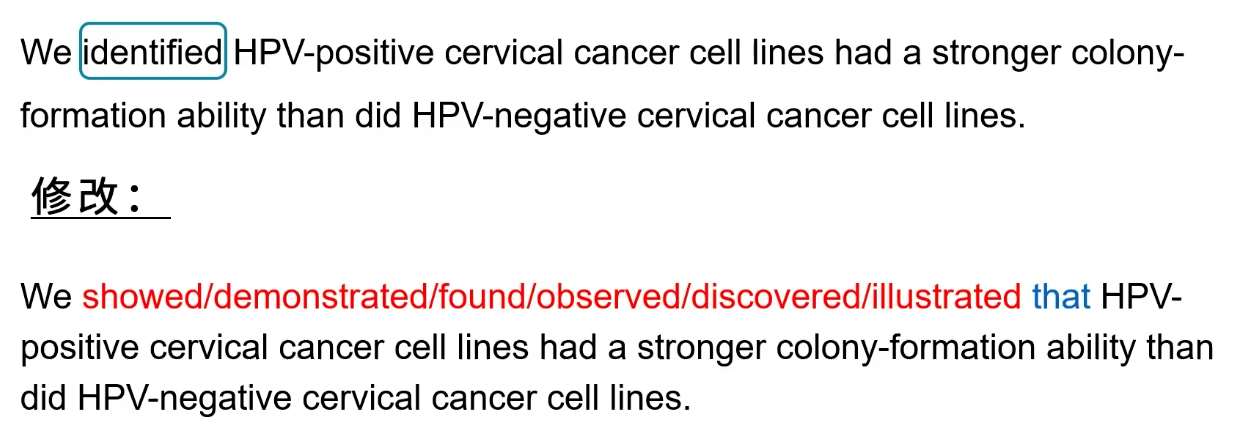 We identified HPV-positive cervical cancer cell lines had a stronger colony-
formation ability than did HPV-negative cervical cancer cell lines.
修改：
We showed/demonstrated/found/observed/discovered/illustrated that HPV-
positive cervical cancer cell lines had a stronger colony-formation ability than
did HPV-negative cervical cancer cell lines.